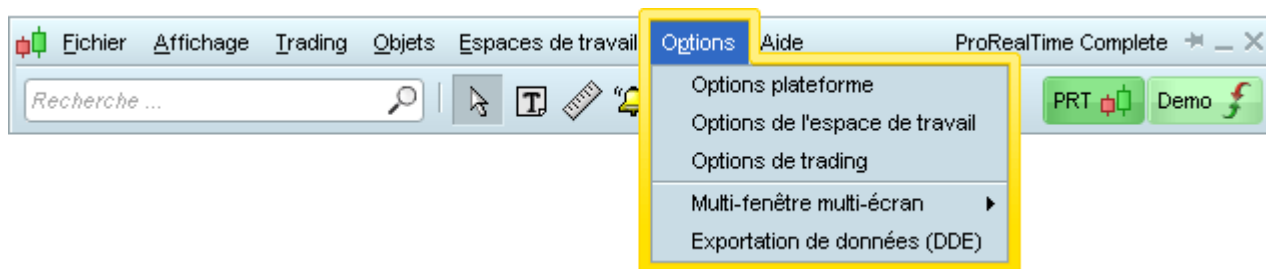 Fichier Affichage Trading Objets Espaces de travail Options Aide ProRealTime Complete
Recherche ... T PRT Demo
Options plateforme
Options de l'espace de travail
Options de trading
Multi-fenêtre multi-écran
Exportation de données (DDE)